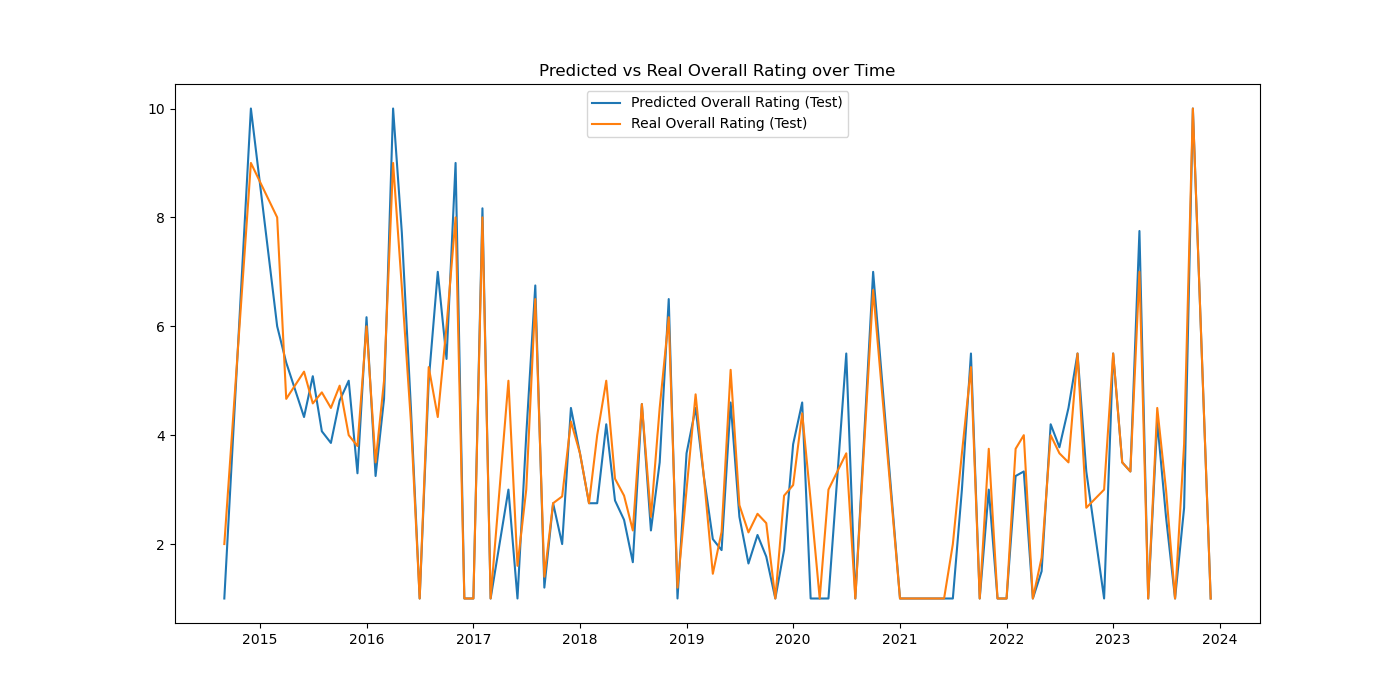 Predicted vs Real Overall Rating over Time
Predicted Overall Rating (Test)
Real Overall Rating (Test)
10
8
6
4
2
2015 2016 2017 2018 2019 2020 2021 2022 2023 2024